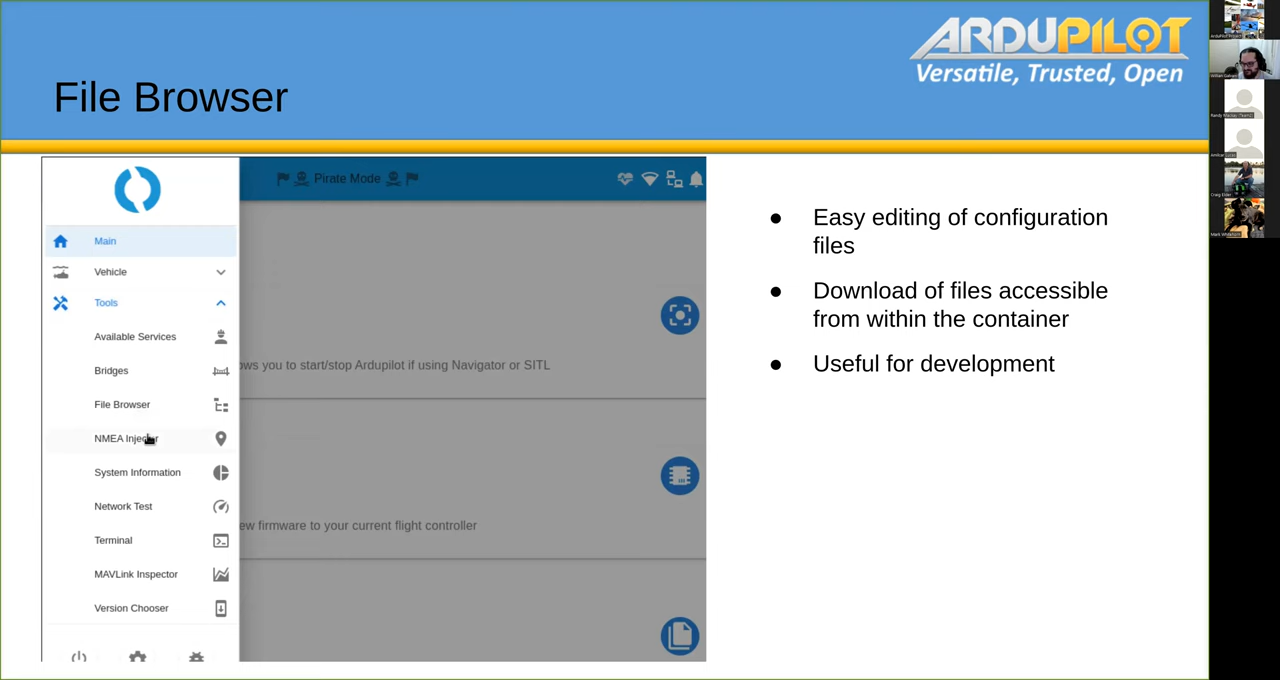 ARDUPILOT
Versatile, Trusted, Open
File Browser
Pirate Mode
Main
Vehicle
Tools
Available Services
Bridges
File Browser
NMEA Injector
System Information
Network Test
Terminal
MAVLink Inspector
Version Chooser
ows you to start/stop Ardupilot if using Navigator or SITL
ew firmware to your current flight controller
● Easy editing of configuration
files
● Download of files accessible
from within the container
● Useful for development